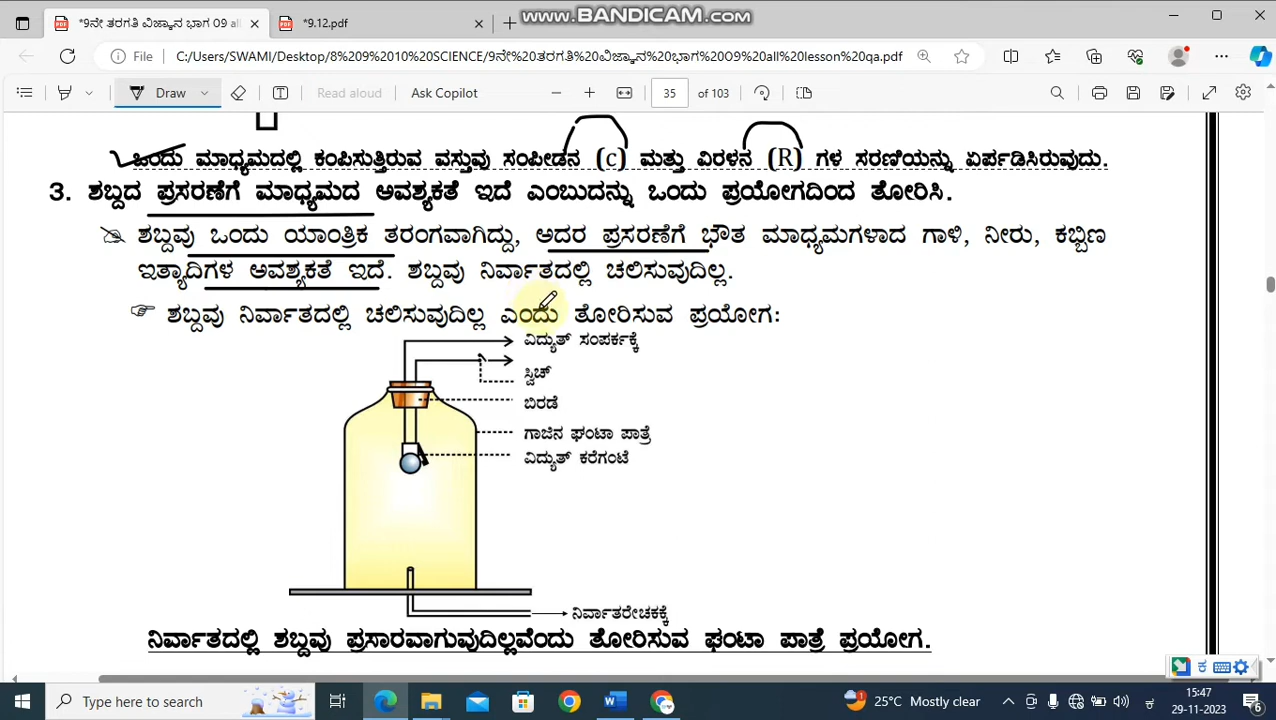 www.BANDICAM.com
*9ನೇ ತರಗತಿ ವಿಜ್ಞಾನ ಭಾಗ 09 all
*9.12.pdf
File
C:/Users/SWAMI/Desktop/8%209%2010%20SCIENCE/9ನೇ%20ತರಗತಿ%20ವಿಜ್ಞಾನ%20ಭಾಗ%20O9%20all%20lesson%20qa.pdf
Draw
Read aloud
Ask Copilot
35
of 103
ಒಂದು ಮಾಧ್ಯಮದಲ್ಲಿ ಕಂಪಿಸುತ್ತಿರುವ ವಸ್ತುವು ಸಂಪೀಡನ (c) ಮತ್ತು ವಿರಳನ (R) ಗಳ ಸರಣಿಯನ್ನು ಏರ್ಪಡಿಸಿರುವುದು.
3. ಶಬ್ದದ ಪ್ರಸರಣೆಗೆ ಮಾಧ್ಯಮದ ಅವಶ್ಯಕತೆ ಇದೆ ಎಂಬುದನ್ನು ಒಂದು ಪ್ರಯೋಗದಿಂದ ತೋರಿಸಿ.
ಶಬ್ದವು ಒಂದು ಯಾಂತ್ರಿಕ ತರಂಗವಾಗಿದ್ದು, ಅದರ ಪ್ರಸರಣೆಗೆ ಭೌತ ಮಾಧ್ಯಮಗಳಾದ ಗಾಳಿ, ನೀರು, ಕಬ್ಬಿಣ
ಇತ್ಯಾದಿಗಳ ಅವಶ್ಯಕತೆ ಇದೆ. ಶಬ್ದವು ನಿರ್ವಾತದಲ್ಲಿ ಚಲಿಸುವುದಿಲ್ಲ.
ಶಬ್ದವು ನಿರ್ವಾತದಲ್ಲಿ ಚಲಿಸುವುದಿಲ್ಲ ಎಂದು ತೋರಿಸುವ ಪ್ರಯೋಗ:
ವಿದ್ಯುತ್ ಸಂಪರ್ಕಕ್ಕೆ
ಸ್ವಿಚ್
ಬಿರಡೆ
ಗಾಜಿನ ಘಂಟಾ ಪಾತ್ರೆ
ವಿದ್ಯುತ್ ಕರೆಗಂಟೆ
ನಿರ್ವಾತರೇಚಕಕ್ಕೆ
ನಿರ್ವಾತದಲ್ಲಿ ಶಬ್ದವು ಪ್ರಸಾರವಾಗುವುದಿಲ್ಲವೆಂದು ತೋರಿಸುವ ಘಂಟಾ ಪಾತ್ರೆ ಪ್ರಯೋಗ.
ಕ
Type here to search
25°C Mostly clear
15:47
29-11-2023